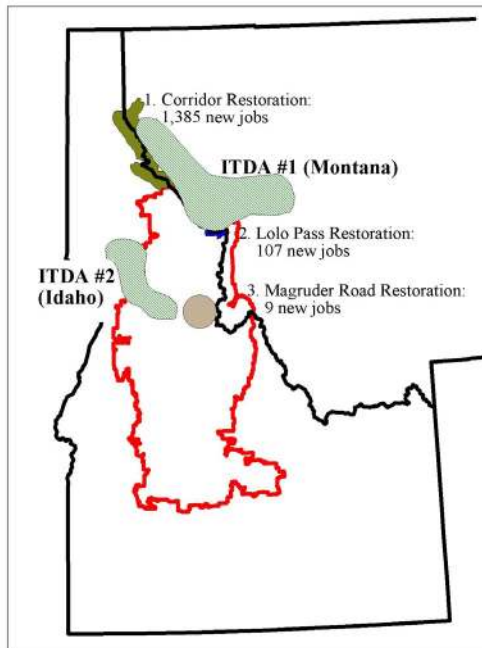 1. Corridor Restoration:
1,385 new jobs
ITDA #1 (Montana)
2. Lolo Pass Restoration:
107 new jobs
ITDA #2
(Idaho)
3. Magruder Road Restoration:
9 new jobs